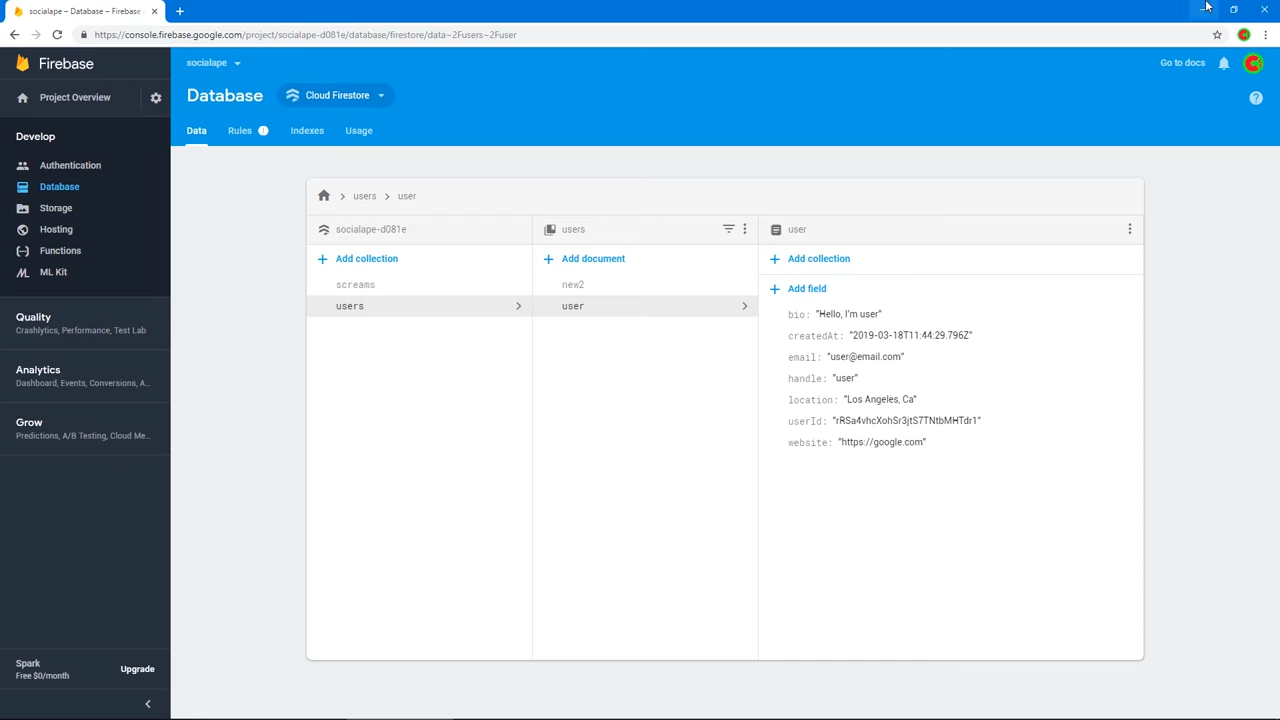 socialape – Database – Firebase
https://console.firebase.google.com/project/socialape-d081e/database/firestore/data~2Fusers~2Fuser
Firebase
socialape
Go to docs
Project Overview
Database
Cloud Firestore
Data
Rules
Indexes
Usage
Develop
Authentication
Database
Storage
Hosting
Functions
ML Kit
Quality
Crashlytics, Performance, Test Lab
Analytics
Dashboard, Events, Conversions, A...
Grow
Predictions, A/B Testing, Cloud Me...
Spark
Free $0/month
Upgrade
users
user
socialape-d081e
Add collection
screams
users
users
Add document
new2
user
user
Add collection
Add field
bio: "Hello, I'm user"
createdAt: "2019-03-18T11:44:29.796Z"
email: "user@email.com"
handle: "user"
location: "Los Angeles, Ca"
userId: "rRSa4vhcXohSr3jtS7TNtbMHTdr1"
website: "https://google.com"